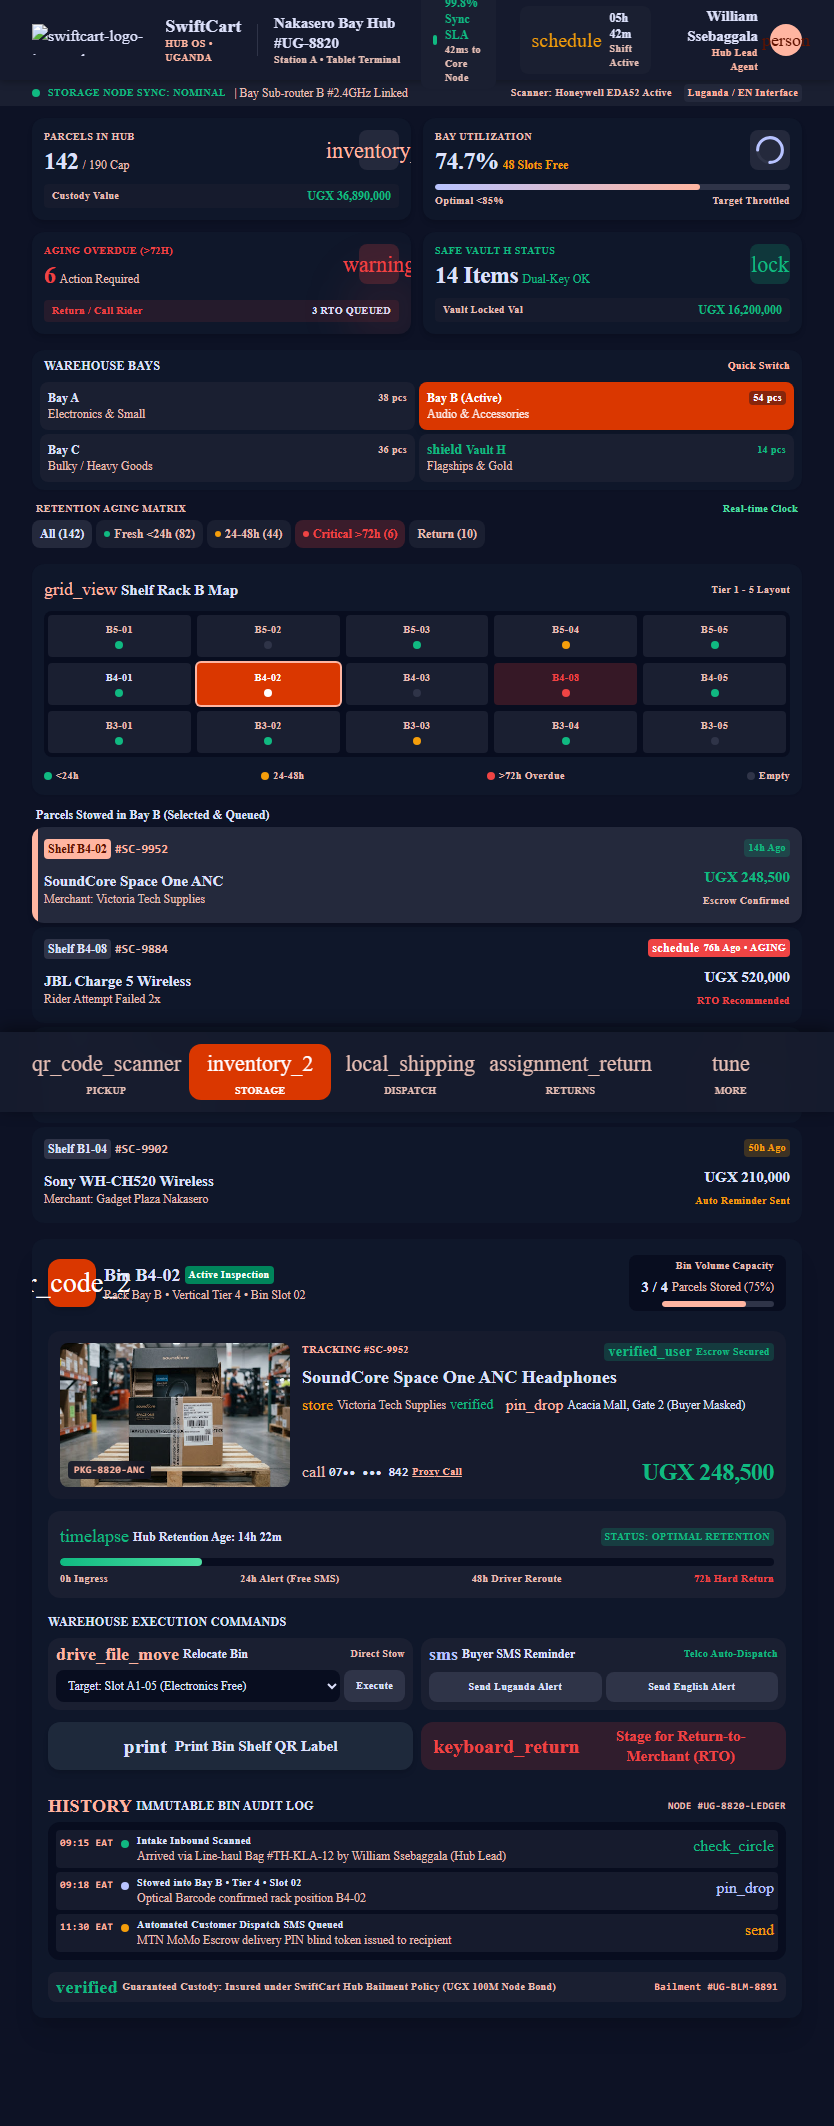 swiftcart-logo-
SwiftCart
HUB OS •
UGANDA
Nakasero Bay Hub
#UG-8820
Station A • Tablet Terminal
99.8%
Sync
SLA
42ms to
Core
Node
schedule
05h
42m
Shift
Active
William
Ssebaggala
Hub Lead
Agent
person
STORAGE NODE SYNC: NOMINAL | Bay Sub-router B #2.4GHz Linked
Scanner: Honeywell EDA52 Active
Luganda / EN Interface
PARCELS IN HUB
142 / 190 Cap
inventory_
Custody Value
UGX 36,890,000
BAY UTILIZATION
74.7% 48 Slots Free
Optimal <85%
Target Throttled
AGING OVERDUE (>72H)
6 Action Required
warning
Return / Call Rider
3 RTO QUEUED
SAFE VAULT H STATUS
14 Items Dual-Key OK
lock
Vault Locked Val
UGX 16,200,000
WAREHOUSE BAYS
Quick Switch
Bay A
38 pcs
Electronics & Small
Bay B (Active)
54 pcs
Audio & Accessories
Bay C
36 pcs
Bulky / Heavy Goods
shield Vault H
14 pcs
Flagships & Gold
RETENTION AGING MATRIX
Real-time Clock
All (142)
Fresh <24h (82)
24-48h (44)
Critical >72h (6)
Return (10)
grid_view Shelf Rack B Map
Tier 1 - 5 Layout
B5-01
B5-02
B5-03
B5-04
B5-05
B4-01
B4-02
B4-03
B4-08
B4-05
B3-01
B3-02
B3-03
B3-04
B3-05
<24h
24-48h
>72h Overdue
Empty
Parcels Stowed in Bay B (Selected & Queued)
Shelf B4-02 #SC-9952
14h Ago
SoundCore Space One ANC
UGX 248,500
Merchant: Victoria Tech Supplies
Escrow Confirmed
Shelf B4-08 #SC-9884
schedule 76h Ago • AGING
JBL Charge 5 Wireless
UGX 520,000
Rider Attempt Failed 2x
RTO Recommended
qr_code_scanner
PICKUP
inventory_2
STORAGE
local_shipping
DISPATCH
assignment_return
RETURNS
tune
MORE
Shelf B1-04 #SC-9902
50h Ago
Sony WH-CH520 Wireless
UGX 210,000
Merchant: Gadget Plaza Nakasero
Auto Reminder Sent
r_code_2
Bin B4-02 Active Inspection
Rack Bay B • Vertical Tier 4 • Bin Slot 02
Bin Volume Capacity
3 / 4 Parcels Stored (75%)
PKG-8820-ANC
TRACKING #SC-9952
verified_user Escrow Secured
SoundCore Space One ANC Headphones
store Victoria Tech Supplies verified
pin_drop Acacia Mall, Gate 2 (Buyer Masked)
call 07•• ••• 842 Proxy Call
UGX 248,500
timelapse Hub Retention Age: 14h 22m
STATUS: OPTIMAL RETENTION
0h Ingress
24h Alert (Free SMS)
48h Driver Reroute
72h Hard Return
WAREHOUSE EXECUTION COMMANDS
drive_file_move Relocate Bin
Direct Stow
Target: Slot A1-05 (Electronics Free)
Execute
sms Buyer SMS Reminder
Telco Auto-Dispatch
Send Luganda Alert
Send English Alert
print Print Bin Shelf QR Label
keyboard_return
Stage for Return-to-
Merchant (RTO)
HISTORY IMMUTABLE BIN AUDIT LOG
NODE #UG-8820-LEDGER
09:15 EAT
Intake Inbound Scanned
Arrived via Line-haul Bag #TH-KLA-12 by William Ssebaggala (Hub Lead)
check_circle
09:18 EAT
Stowed into Bay B • Tier 4 • Slot 02
Optical Barcode confirmed rack position B4-02
pin_drop
11:30 EAT
Automated Customer Dispatch SMS Queued
MTN MoMo Escrow delivery PIN blind token issued to recipient
send
verified Guaranteed Custody: Insured under SwiftCart Hub Bailment Policy (UGX 100M Node Bond)
Bailment #UG-BLM-8891